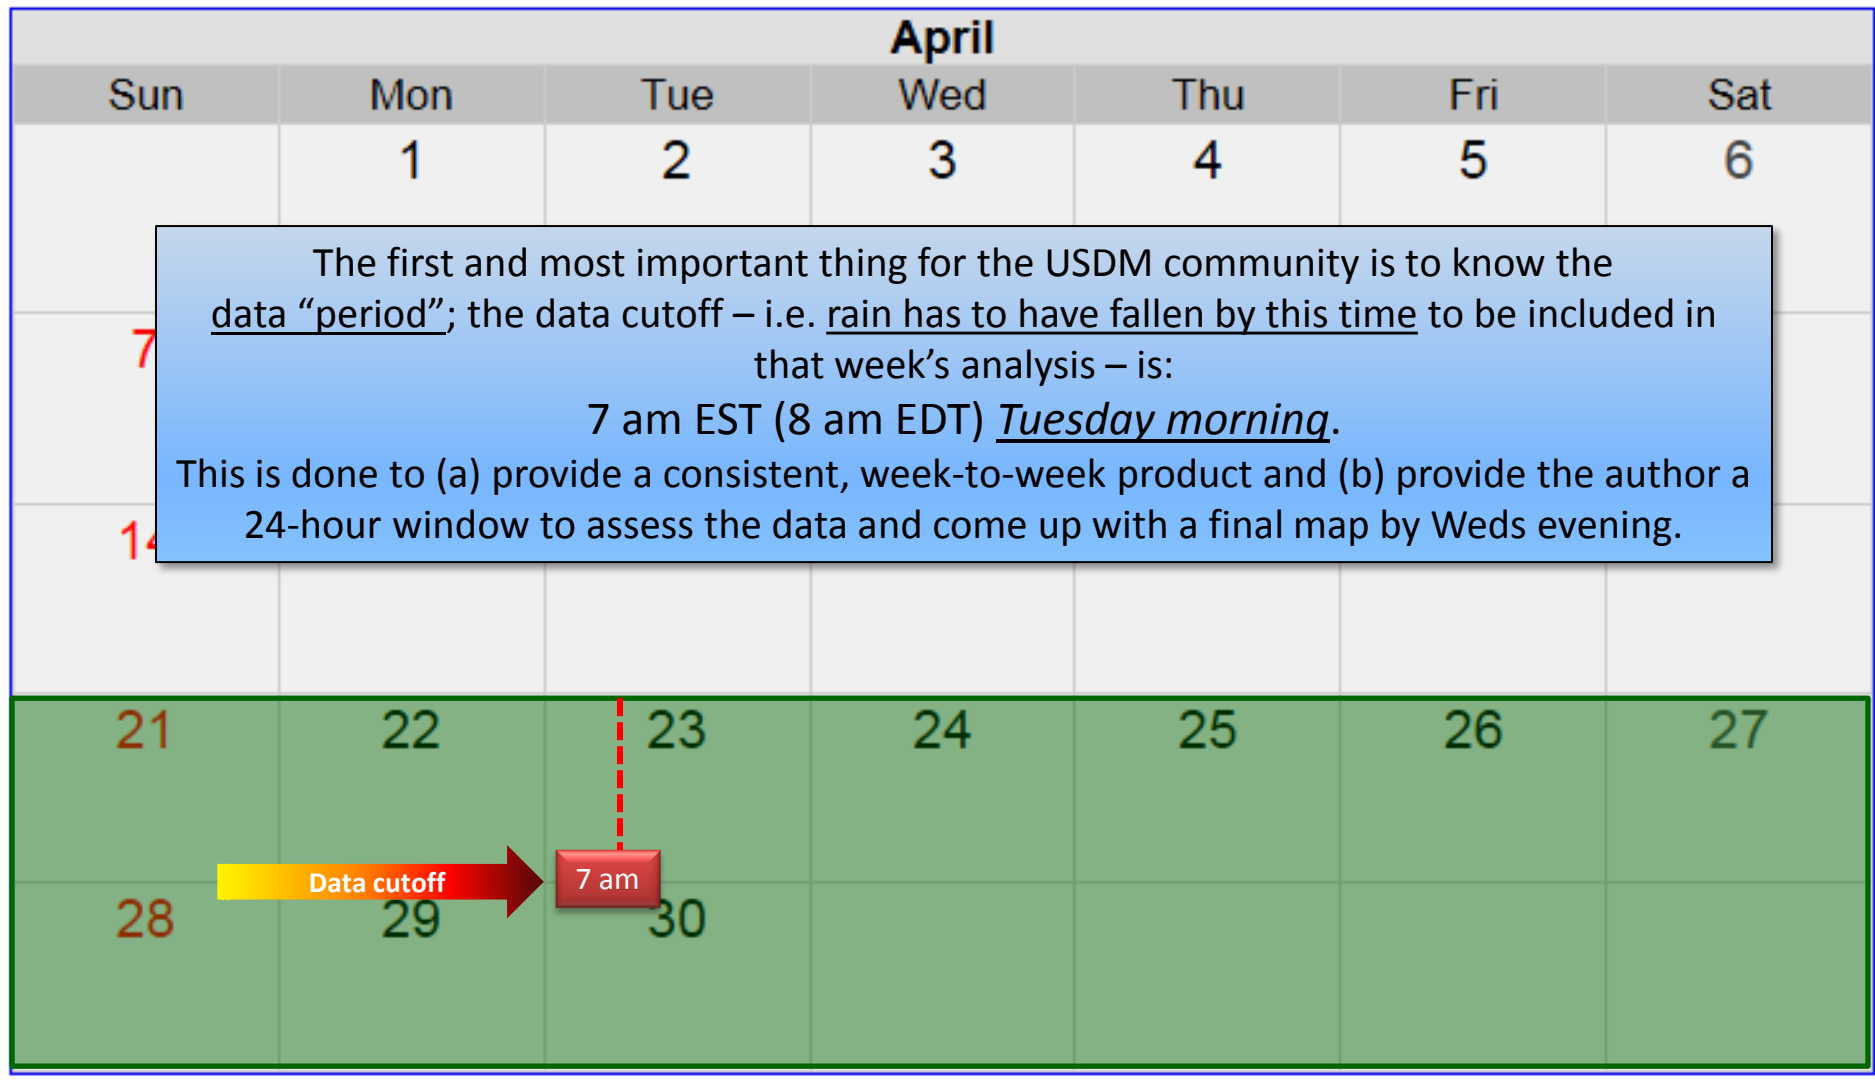 April
Sun Mon Tue Wed Thu Fri Sat
1 2 3 4 5 6
The first and most important thing for the USDM community is to know the
data “period”; the data cutoff – i.e. rain has to have fallen by this time to be included in
7
that week’s analysis – is:
7 am EST (8 am EDT) Tuesday morning.
This is done to (a) provide a consistent, week-to-week product and (b) provide the author a
24-hour window to assess the data and come up with a final map by Weds evening.
14
21 22 23 24 25 26 27
Data cutoff 7 am
28 29 30